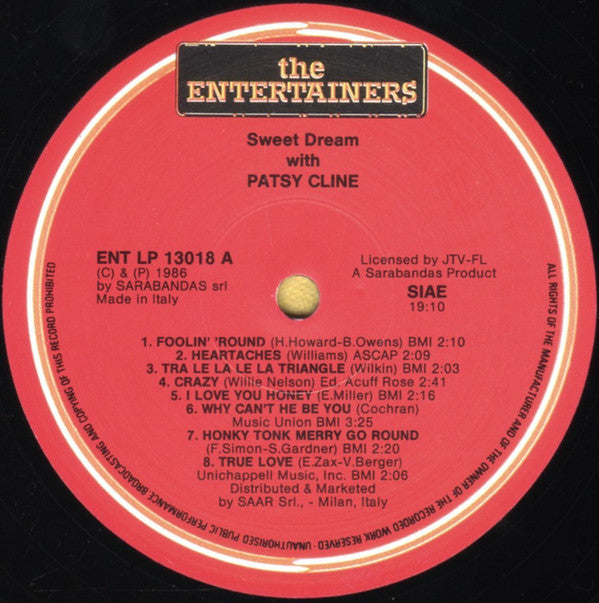 the
ENTERTAINERS
Sweet Dream
with
PATSY CLINE
ENT LP 13018 A
(C) & (P) 1986
by SARABANDAS srl
Made in Italy
Licensed by JTV-FL
A Sarabandas Product
SIAE
19:10
1. FOOLIN' 'ROUND (H.Howard-B.Owens) BMI 2:10
2. HEARTACHES (Williams) ASCAP 2:09
3. TRA LE LA LE LA TRIANGLE (Wilkin) BMI 2:03
4. CRAZY (Willie Nelson) Ed. Acuff Rose 2:41
5. I LOVE YOU HONEY (E.Miller) BMI 2:16
6. WHY CAN'T HE BE YOU (Cochran)
Music Union BMI 3:25
7. HONKY TONK MERRY GO ROUND
(F.Simon-S.Gardner) BMI 2:20
8. TRUE LOVE (E.Zax-V.Berger)
Unichappell Music, Inc. BMI 2:06
Distributed & Marketed
by SAAR Srl., - Milan, Italy
ALL RIGHTS OF THE MANUFACTURER AND OF THE OWNER OF THE RECORDED WORK RESERVED · UNAUTHORISED PUBLIC PERFORMANCE BROADCASTING AND COPYING OF THIS RECORD PROHIBITED